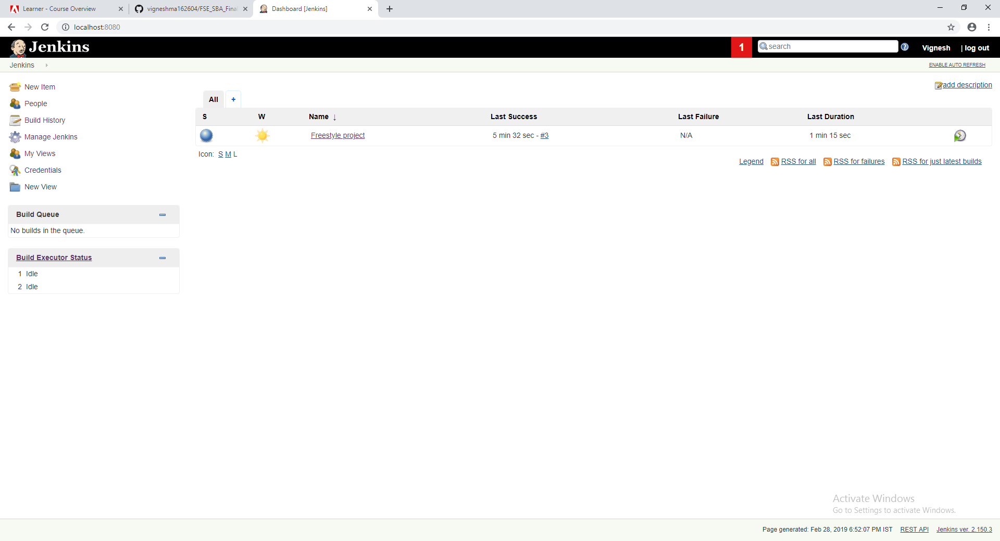 Learner - Course Overview
vigneshma162604/FSE_SBA_Fina
Dashboard [Jenkins]
localhost:8080
Jenkins
1
search
Vignesh
| log out
Jenkins
ENABLE AUTO REFRESH
New Item
People
Build History
Manage Jenkins
My Views
Credentials
New View
add description
All +
S W Name ↓ Last Success Last Failure Last Duration
Freestyle project 5 min 32 sec - #3 N/A 1 min 15 sec
Icon: S M L
Legend RSS for all RSS for failures RSS for just latest builds
Build Queue
No builds in the queue.
Build Executor Status
1 Idle
2 Idle
Activate Windows
Go to Settings to activate Windows.
Page generated: Feb 28, 2019 6:52:07 PM IST REST API Jenkins ver. 2.150.3